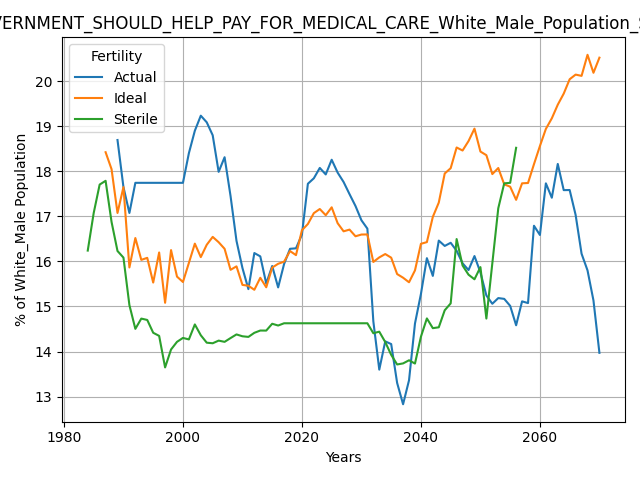 VERNMENT_SHOULD_HELP_PAY_FOR_MEDICAL_CARE_White_Male_Population_
Fertility
Actual
Ideal
Sterile
% of White_Male Population
20
19
18
17
16
15
14
13
1980 2000 2020 2040 2060
Years